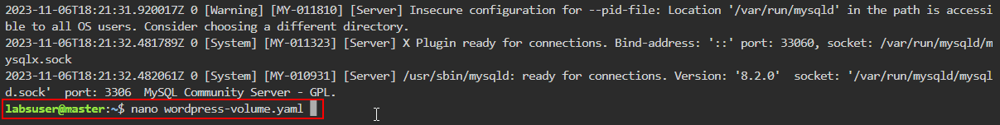 2023-11-06T18:21:31.920017Z 0 [Warning] [MY-011810] [Server] Insecure configuration for --pid-file: Location '/var/run/mysqld' in the path is accessi
ble to all OS users. Consider choosing a different directory.
2023-11-06T18:21:32.481789Z 0 [System] [MY-011323] [Server] X Plugin ready for connections. Bind-address: '::' port: 33060, socket: /var/run/mysqld/m
ysqlx.sock
2023-11-06T18:21:32.482061Z 0 [System] [MY-010931] [Server] /usr/sbin/mysqld: ready for connections. Version: '8.2.0'  socket: '/var/run/mysqld/mysql
d.sock'  port: 3306  MySQL Community Server - GPL.
labsuser@master:~$ nano wordpress-volume.yaml